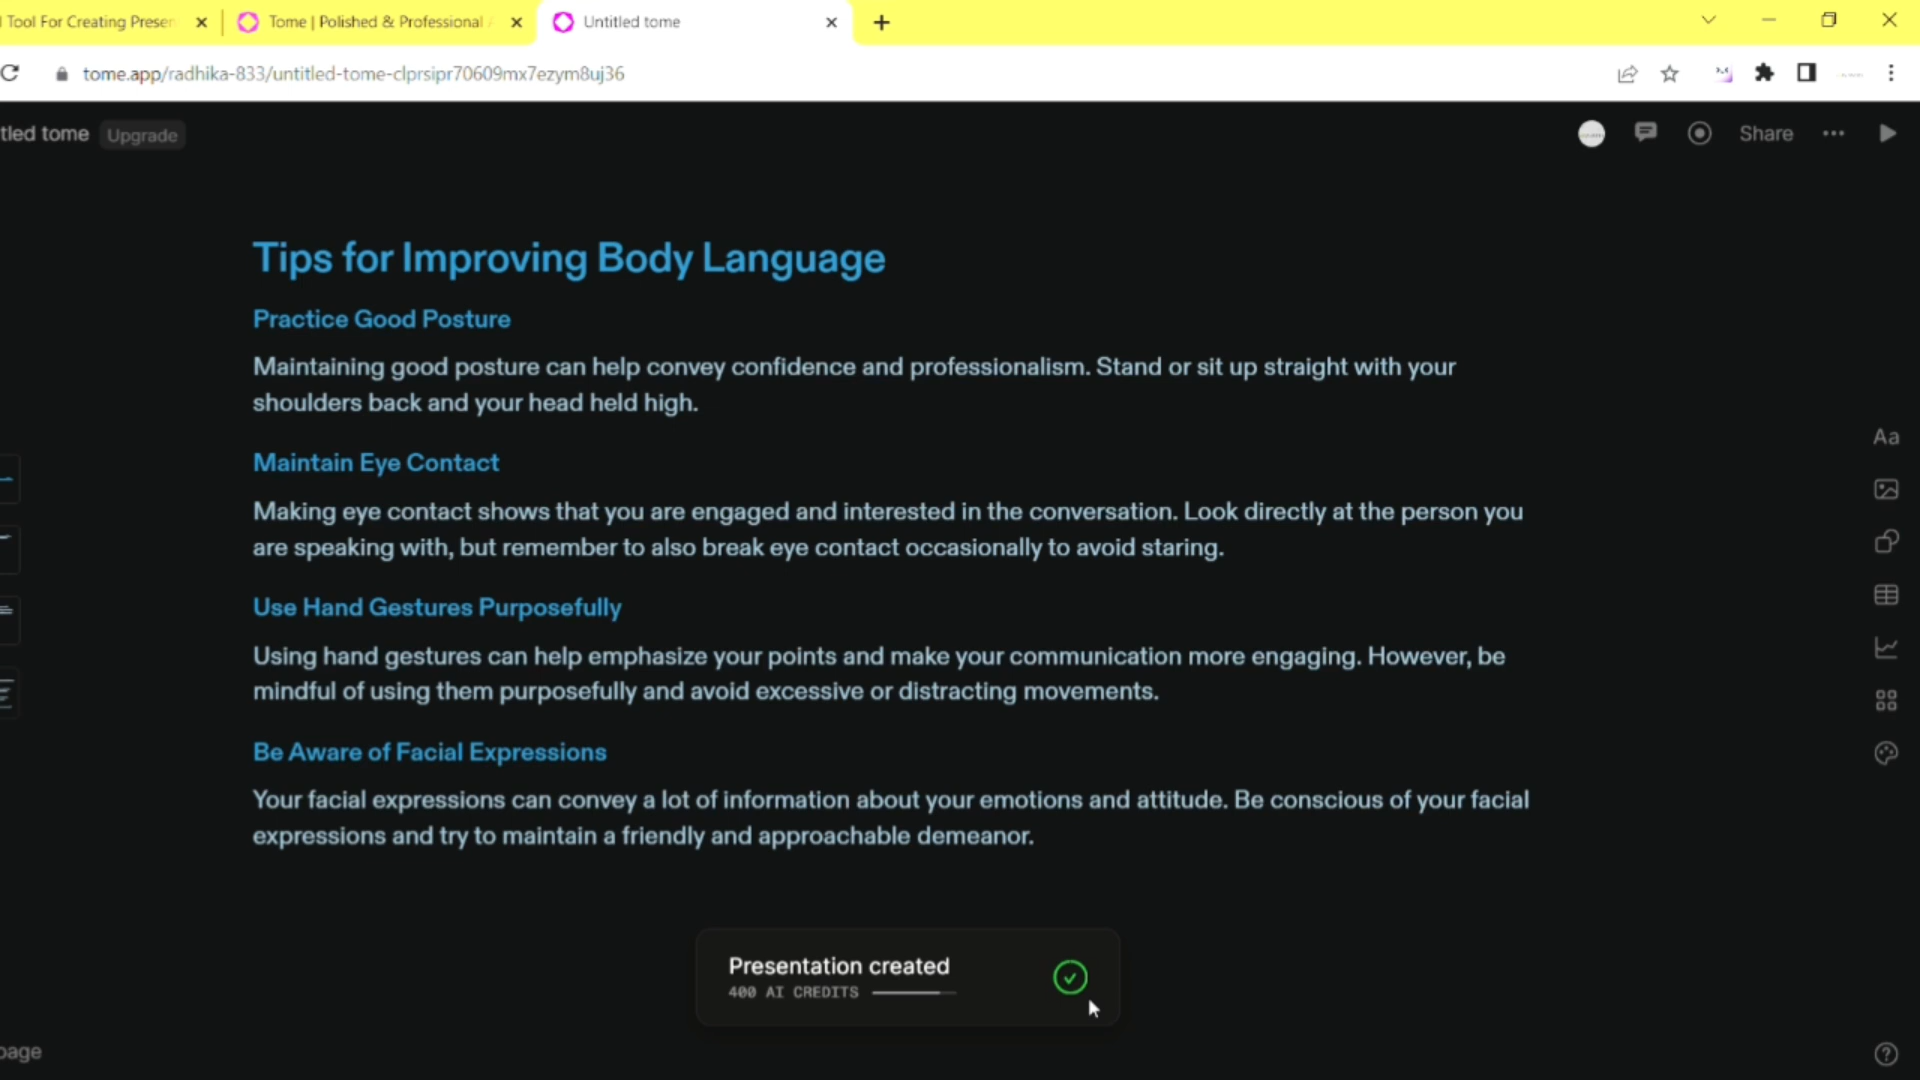 l Tool For Creating Presen
Tome | Polished & Professional
Untitled tome
tome.app/radhika-833/untitled-tome-clprsipr70609mx7ezym8uj36
tled tome
Upgrade
Share
Tips for Improving Body Language
Practice Good Posture
Maintaining good posture can help convey confidence and professionalism. Stand or sit up straight with your
shoulders back and your head held high.
Maintain Eye Contact
Making eye contact shows that you are engaged and interested in the conversation. Look directly at the person you
are speaking with, but remember to also break eye contact occasionally to avoid staring.
Use Hand Gestures Purposefully
Using hand gestures can help emphasize your points and make your communication more engaging. However, be
mindful of using them purposefully and avoid excessive or distracting movements.
Be Aware of Facial Expressions
Your facial expressions can convey a lot of information about your emotions and attitude. Be conscious of your facial
expressions and try to maintain a friendly and approachable demeanor.
Aa
Presentation created
400 AI CREDITS
page